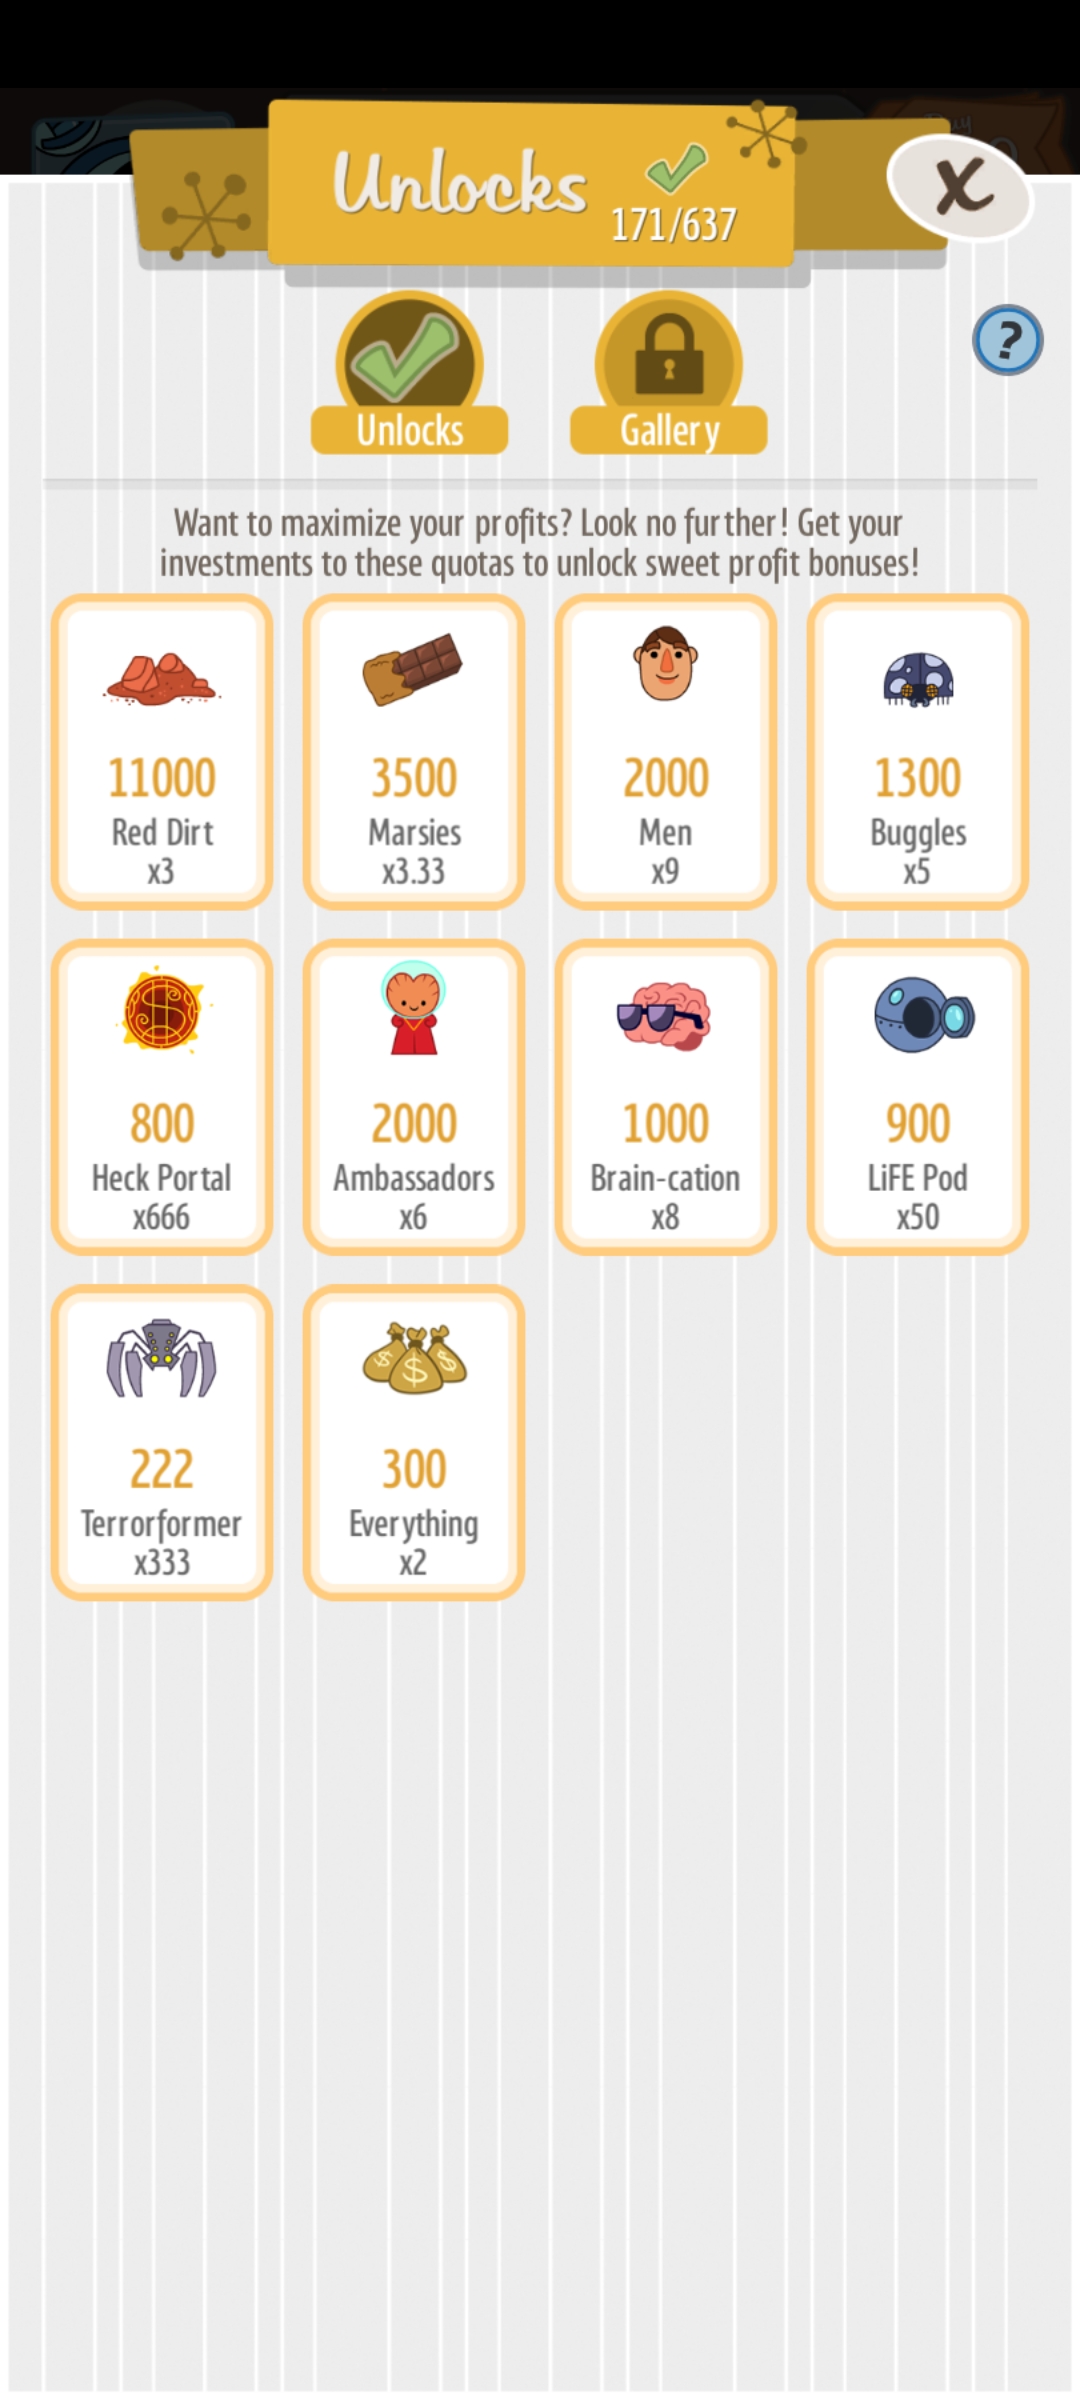 Unlocks
171/637
X
?
Unlocks
Gallery
Want to maximize your profits? Look no further! Get your
investments to these quotas to unlock sweet profit bonuses!
11000
Red Dirt
x3
3500
Marsies
x3.33
2000
Men
x9
1300
Buggles
x5
800
Heck Portal
x666
2000
Ambassadors
x6
1000
Brain-cation
x8
900
LiFE Pod
x50
222
Terrorformer
x333
300
Everything
x2